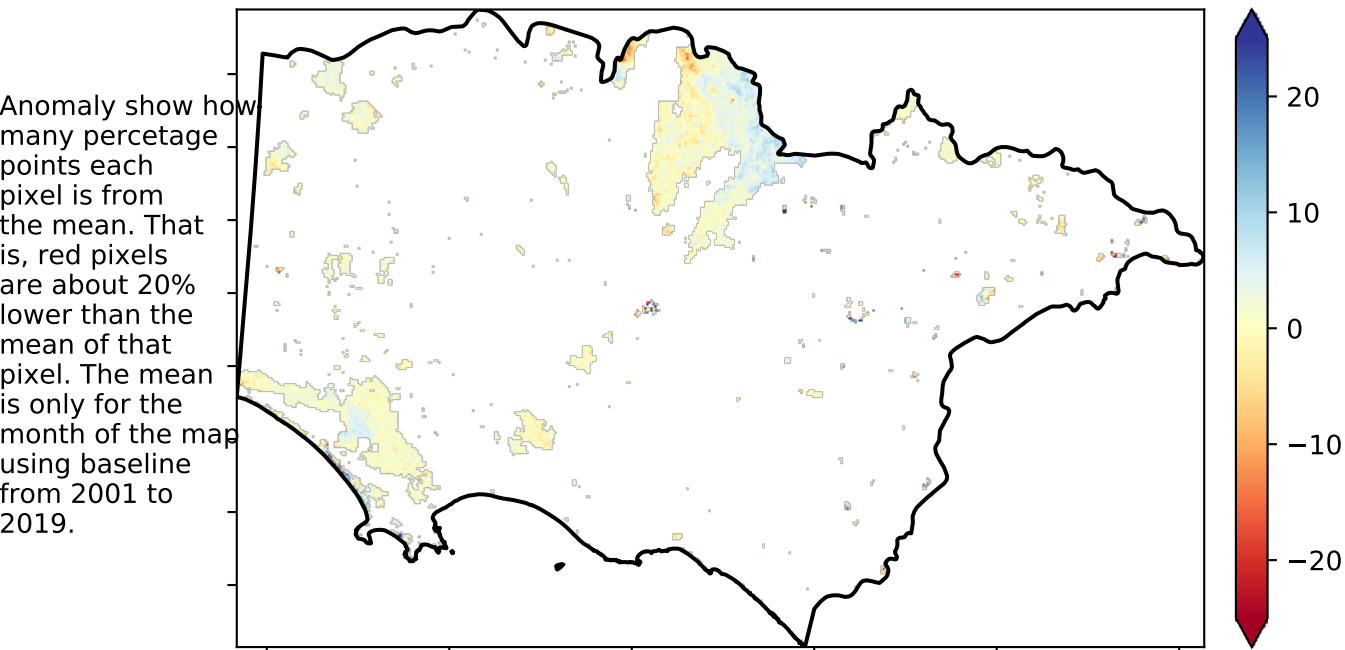 Anomaly show how
many percetage
points each
pixel is from
the mean. That
is, red pixels
are about 20%
lower than the
mean of that
pixel. The mean
is only for the
month of the map
using baseline
from 2001 to
2019.
20
10
0
−10
−20